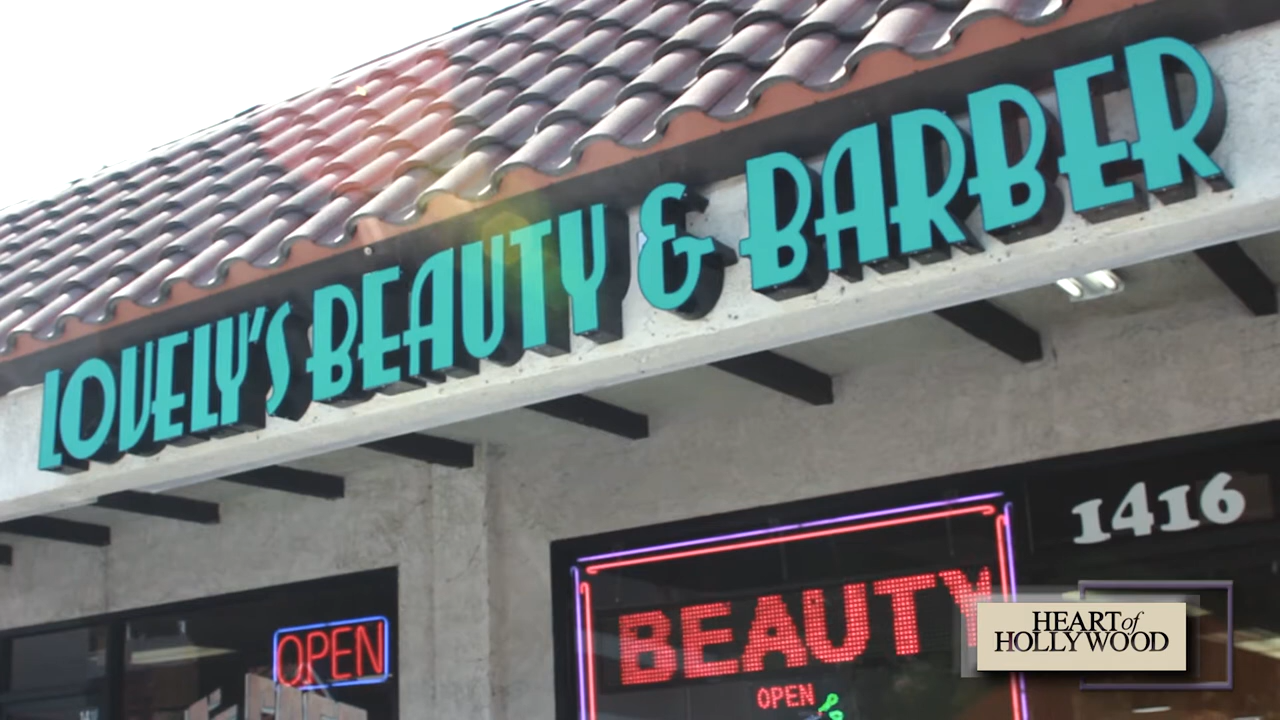 LOVELY'S BEAUTY & BARBER
1416
OPEN
BEAUTY
OPEN
HEART of
HOLLYWOOD